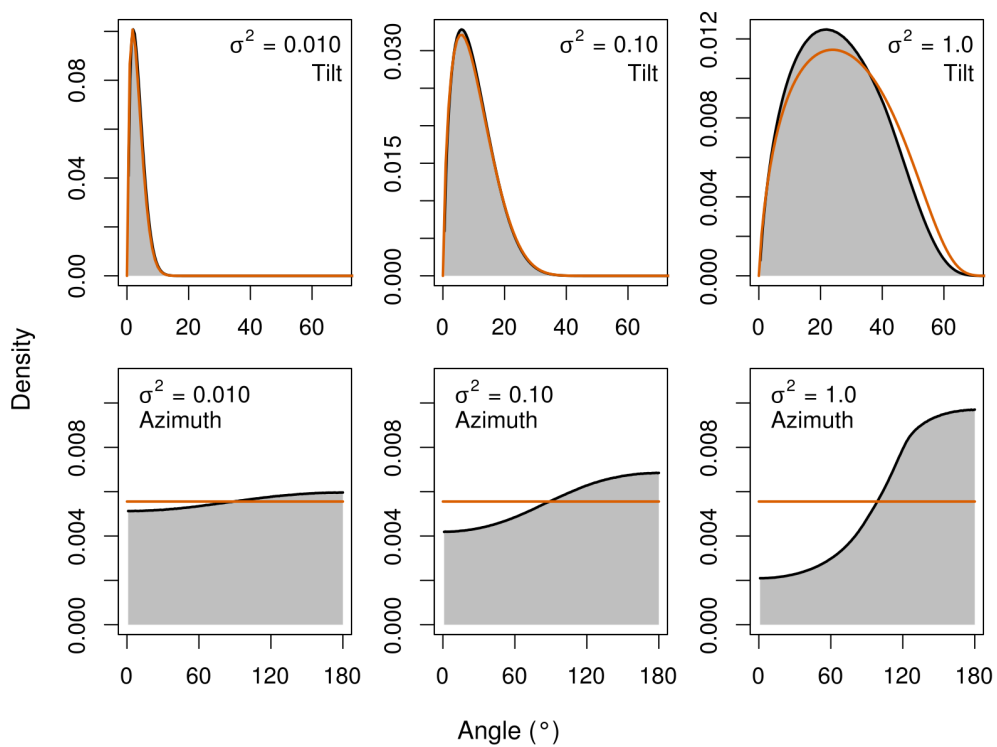 σ² = 0.010
Tilt
0.00 0.04 0.08
0 20 40 60
σ² = 0.10
Tilt
0.000 0.015 0.030
0 20 40 60
σ² = 1.0
Tilt
0.000 0.004 0.008 0.012
0 20 40 60
Density
σ² = 0.010
Azimuth
0.000 0.004 0.008
0 60 120 180
σ² = 0.10
Azimuth
0.000 0.004 0.008
0 60 120 180
σ² = 1.0
Azimuth
0.000 0.004 0.008
0 60 120 180
Angle (°)